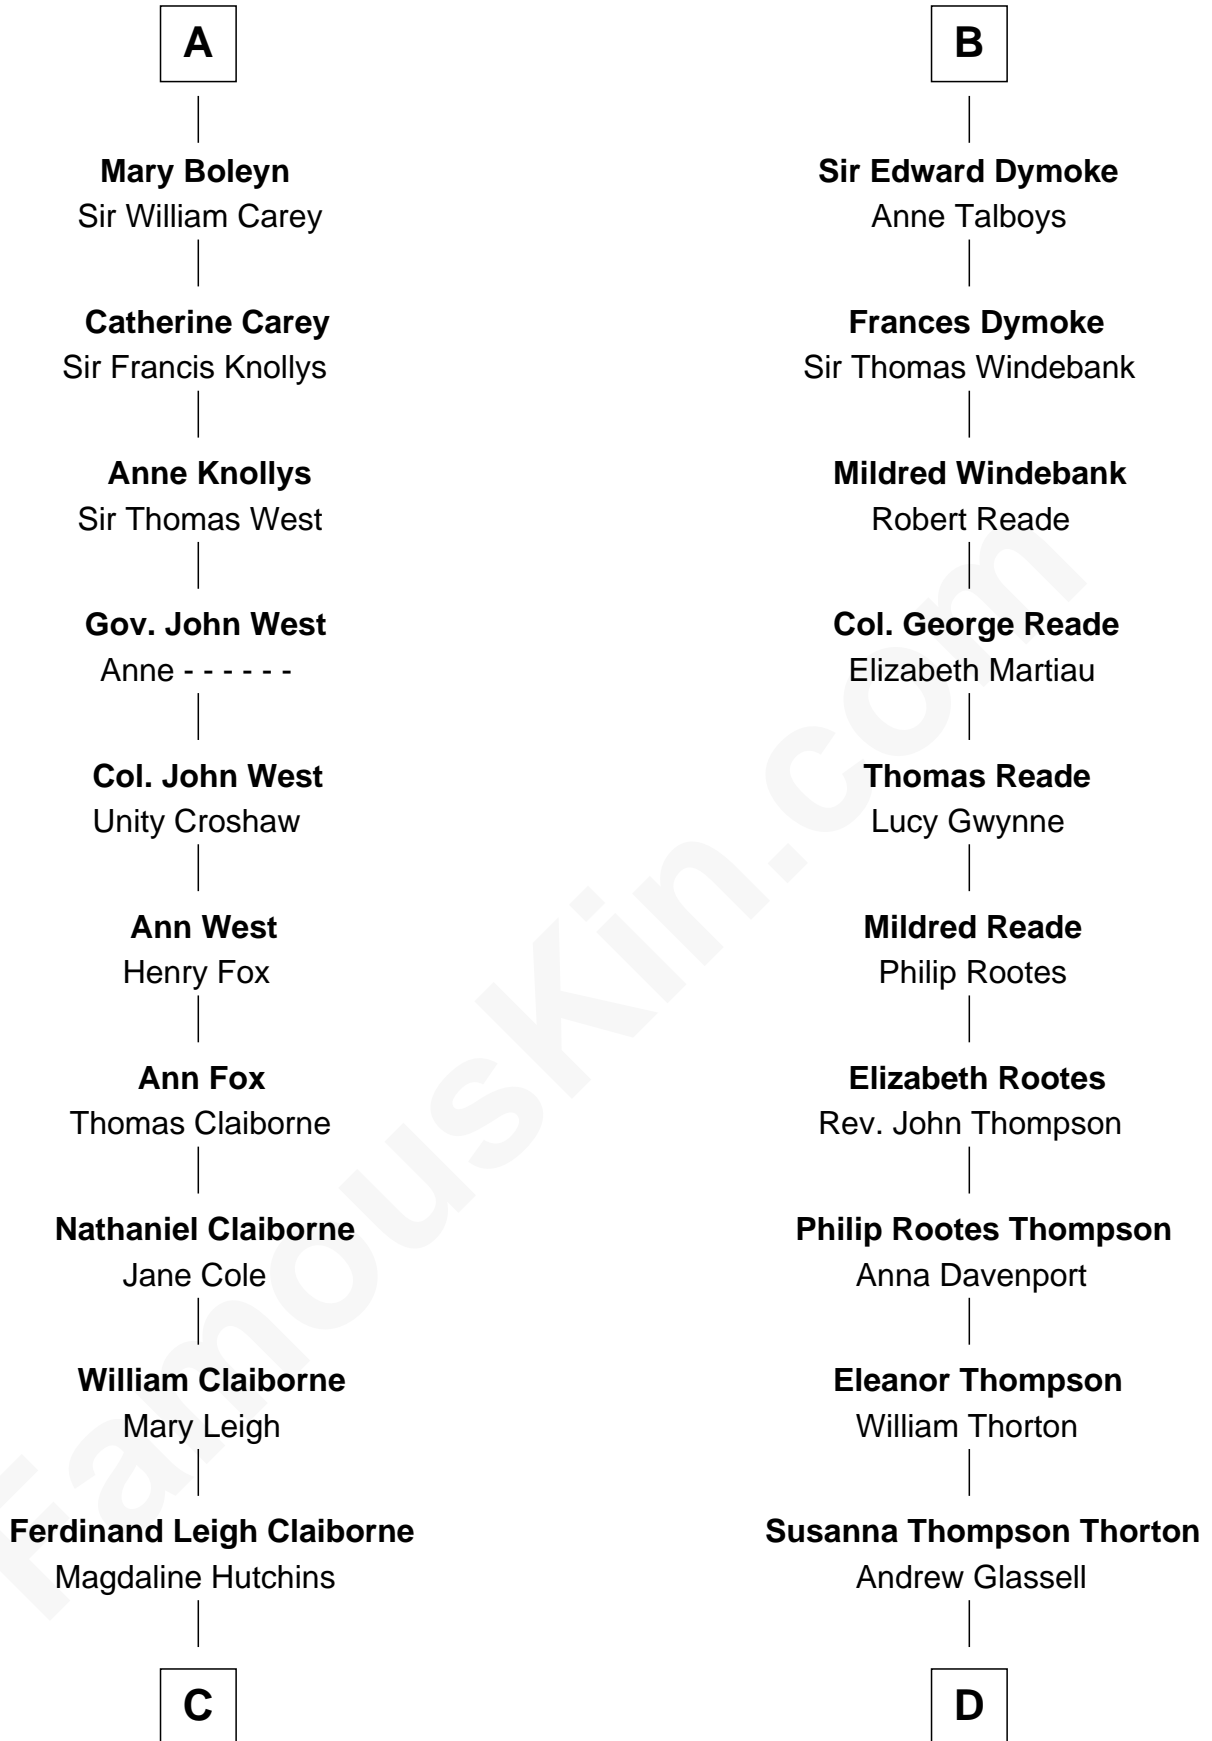 A
Mary Boleyn
Sir William Carey
Catherine Carey
Sir Francis Knollys
Anne Knollys
Sir Thomas West
Gov. John West
Anne - - - - - -
Col. John West
Unity Croshaw
Ann West
Henry Fox
Ann Fox
Thomas Claiborne
Nathaniel Claiborne
Jane Cole
William Claiborne
Mary Leigh
Ferdinand Leigh Claiborne
Magdaline Hutchins
C
B
Sir Edward Dymoke
Anne Talboys
Frances Dymoke
Sir Thomas Windebank
Mildred Windebank
Robert Reade
Col. George Reade
Elizabeth Martiau
Thomas Reade
Lucy Gwynne
Mildred Reade
Philip Rootes
Elizabeth Rootes
Rev. John Thompson
Philip Rootes Thompson
Anna Davenport
Eleanor Thompson
William Thorton
Susanna Thompson Thorton
Andrew Glassell
D
FamousKin.com